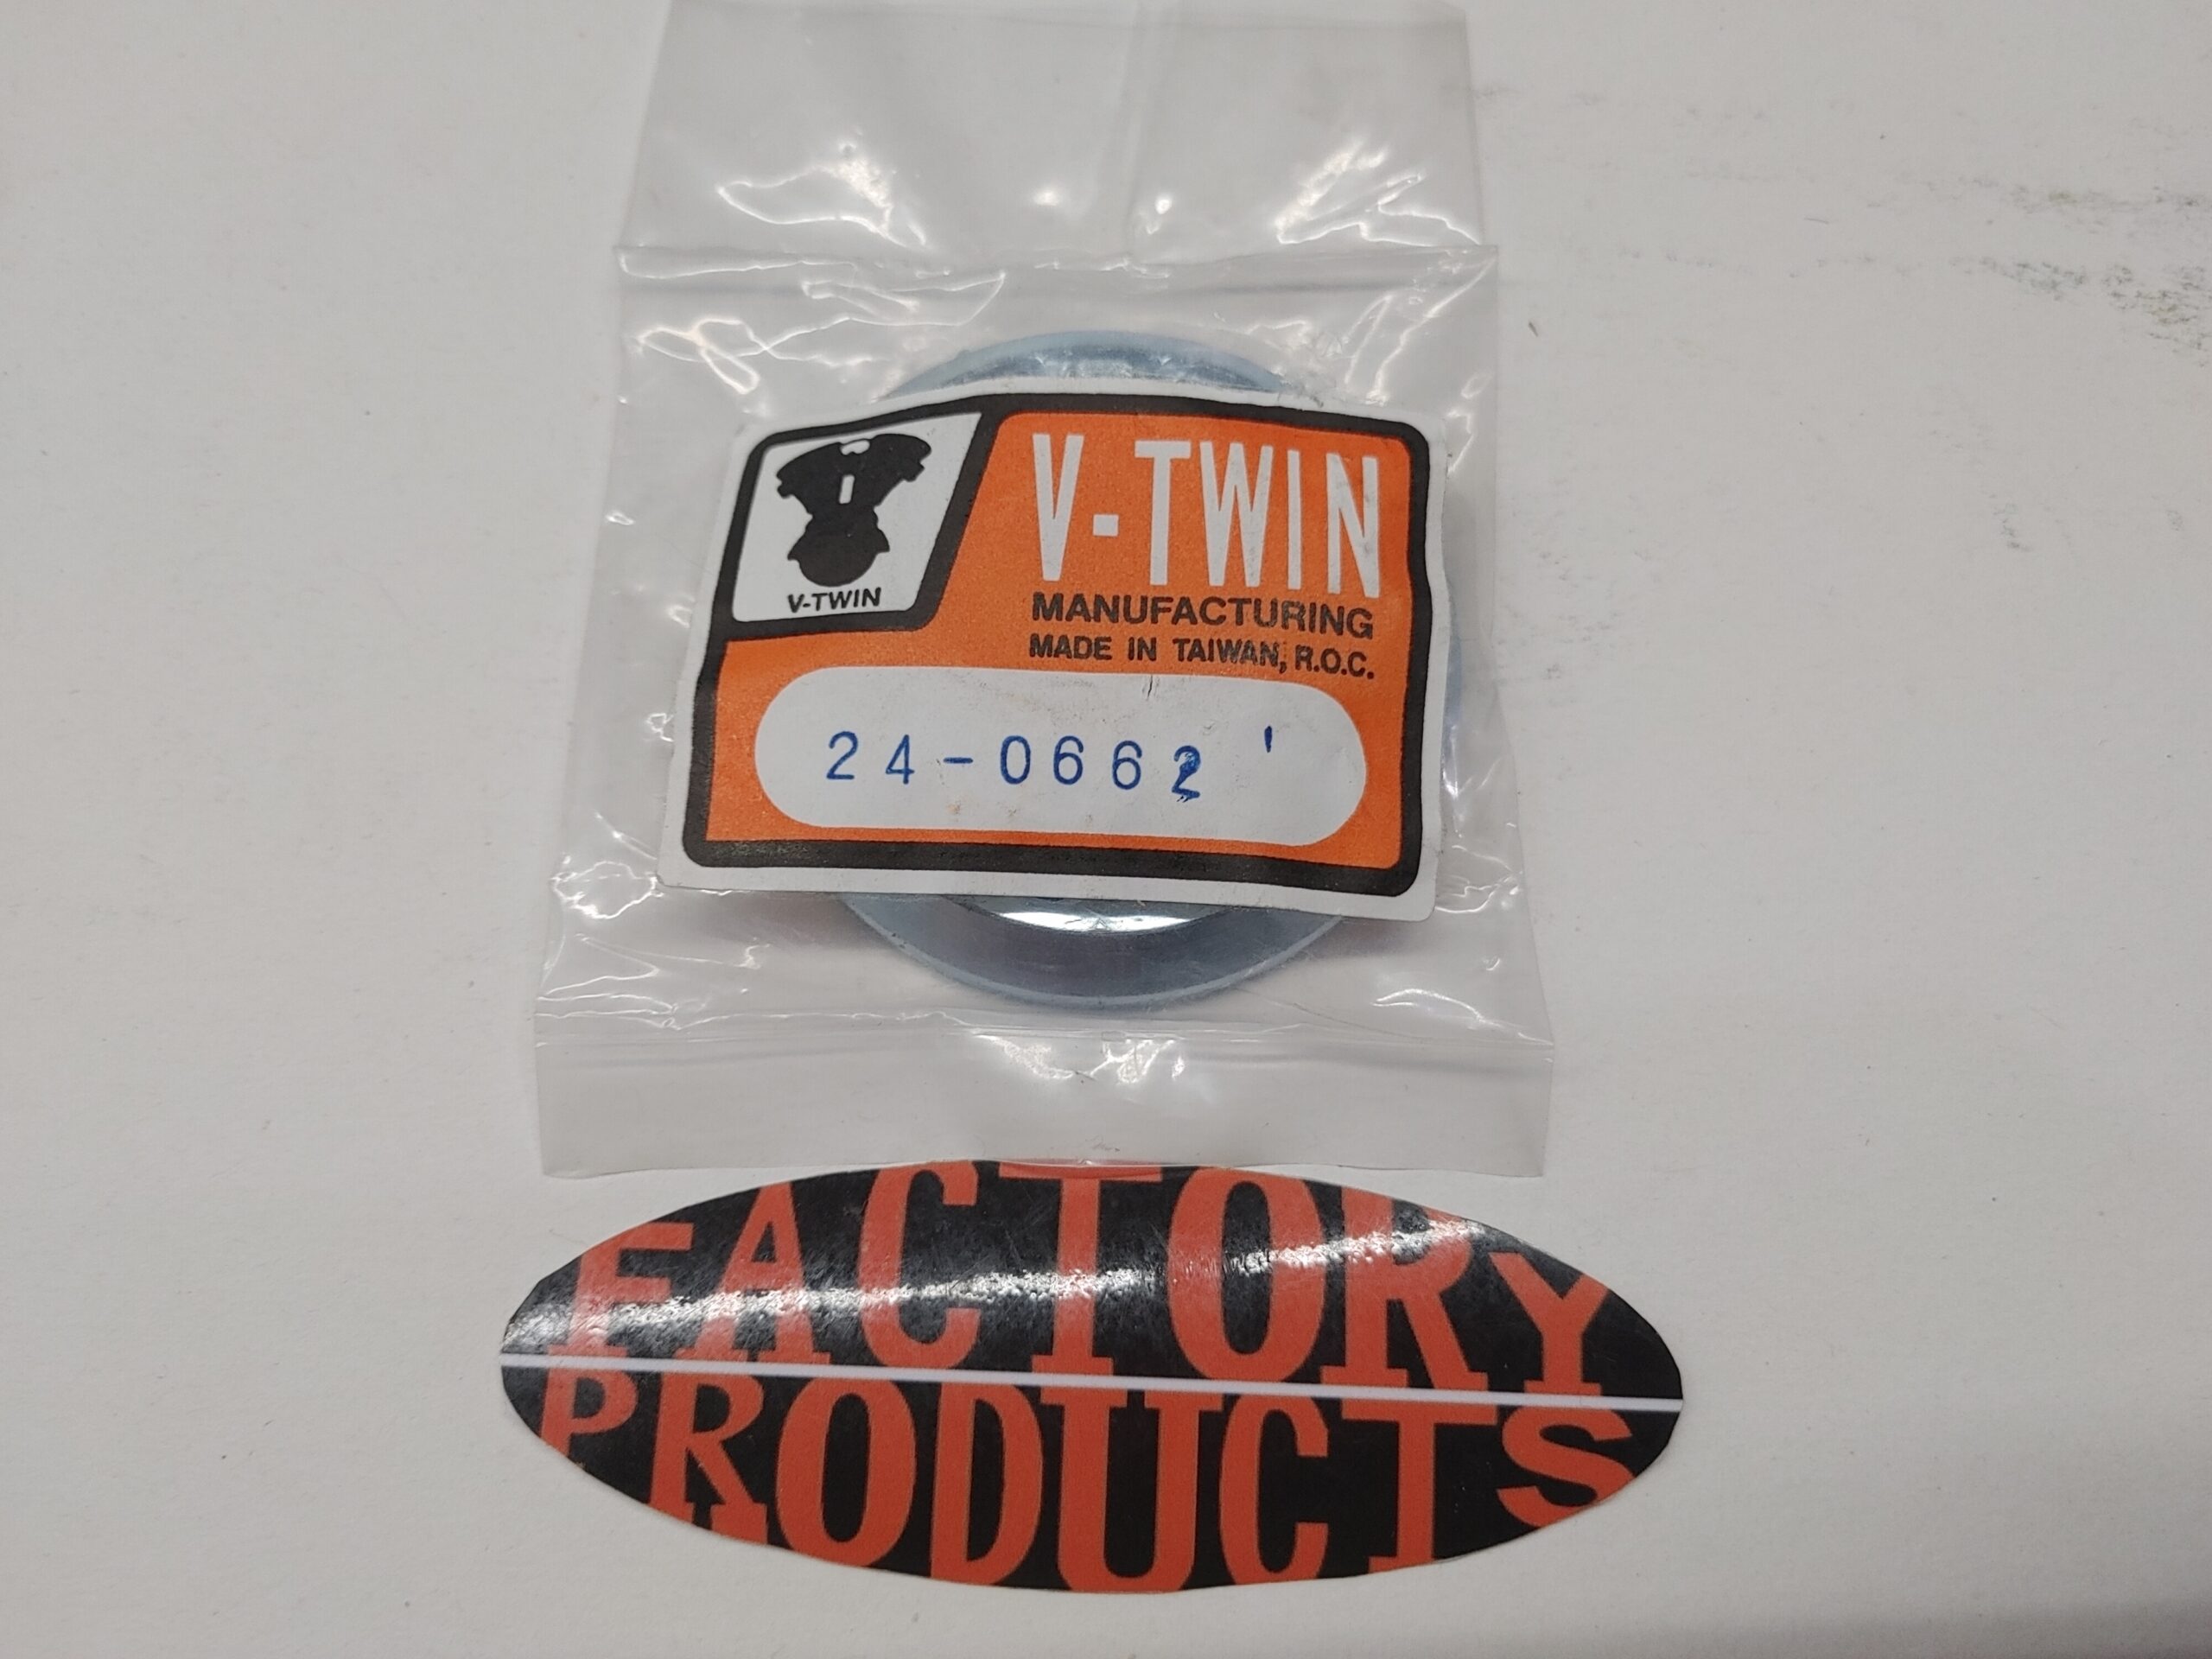 V-TWIN
V-TWIN
MANUFACTURING
MADE IN TAIWAN, R.O.C.
24-0662 '
FACTORY
PRODUCTS